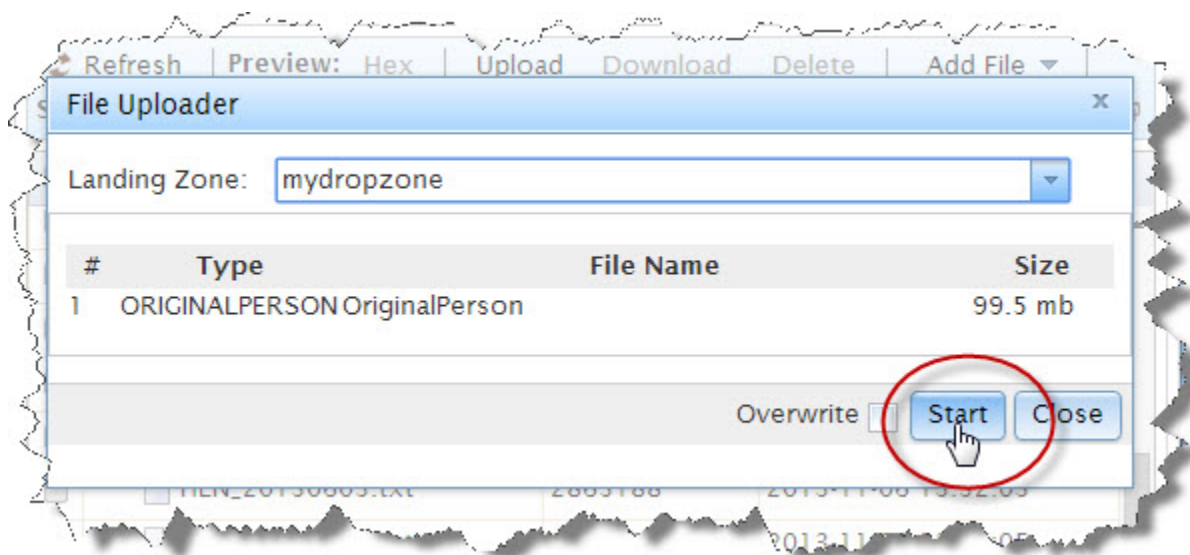 Refresh Preview: Hex Upload Download Delete Add File
File Uploader x
Landing Zone: mydropzone
# Type File Name Size
1 ORIGINALPERSON OriginalPerson 99.5 mb
Overwrite Start Close